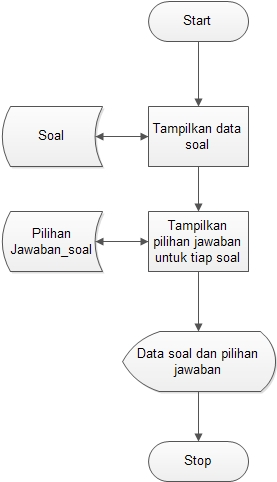 Start
Soal
Tampilkan data
soal
Pilihan
Jawaban_soal
Tampilkan
pilihan jawaban
untuk tiap soal
Data soal dan pilihan
jawaban
Stop